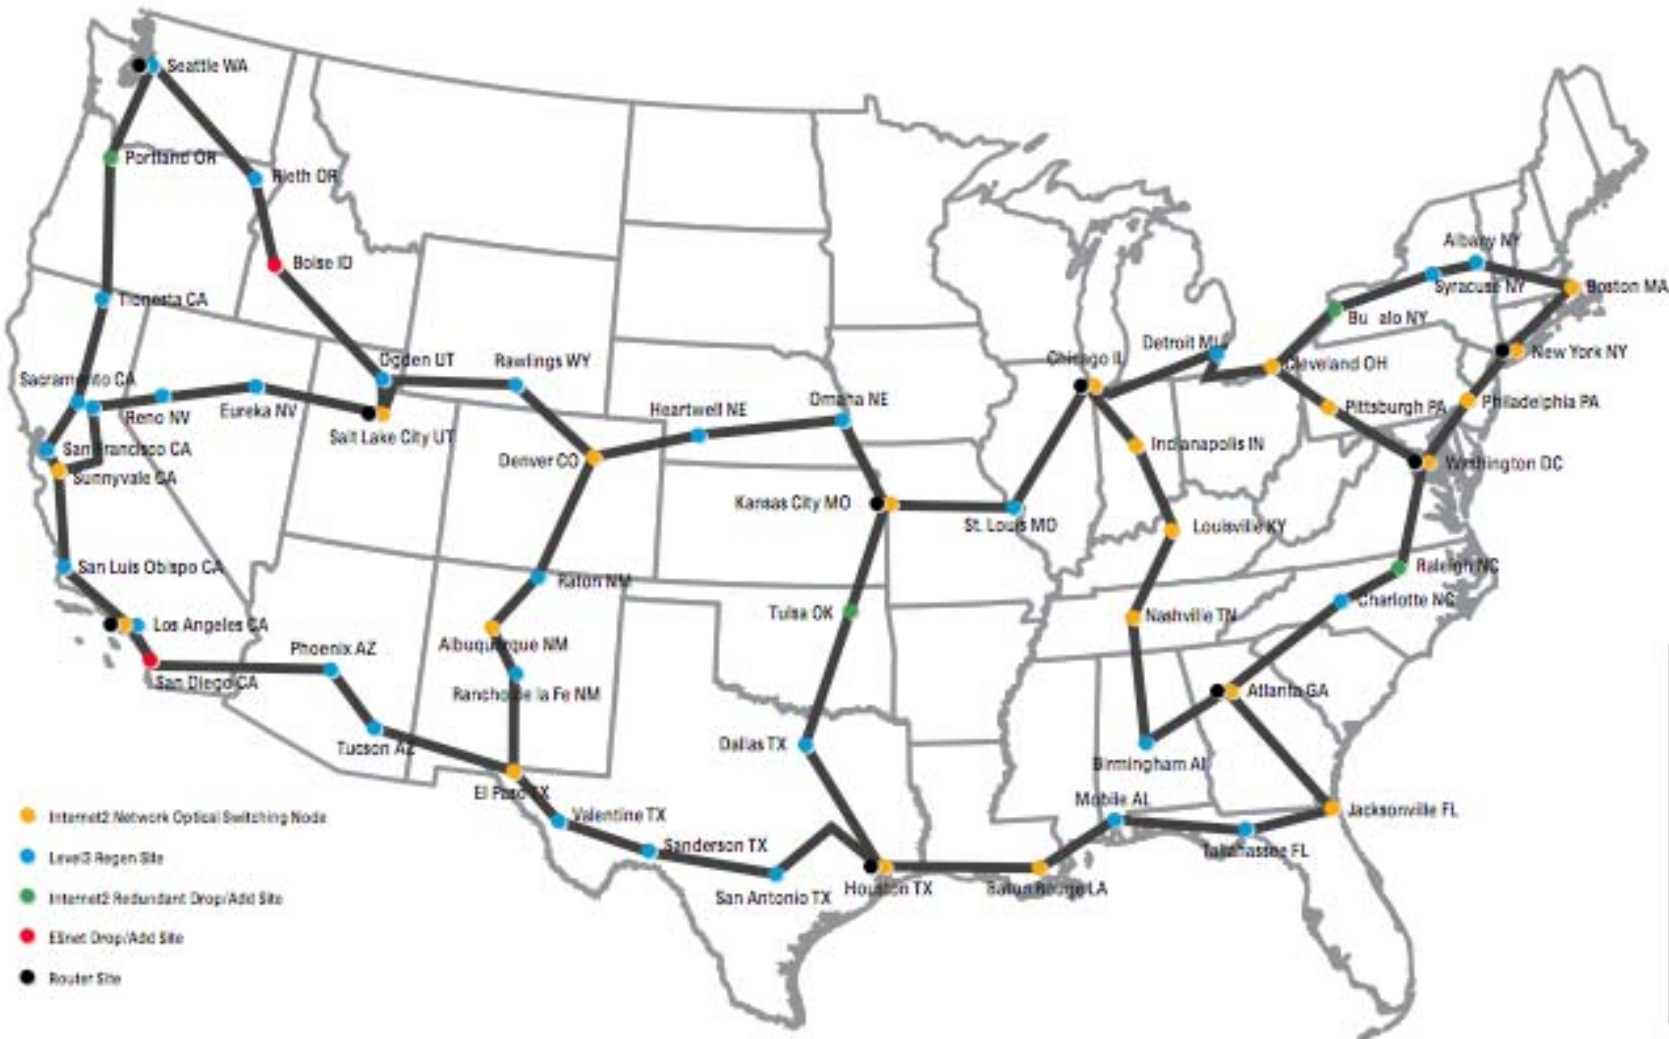 Seattle WA
Portland OR
Rieth OR
Boise ID
Tionesta CA
Ogden UT
Rawlings WY
Sacramento CA
Reno NV
Eureka NV
Salt Lake City UT
San Francisco CA
Sunnyvale CA
Denver CO
Heartwell NE
Omaha NE
Kansas City MO
St. Louis MO
Chicago IL
Detroit MI
Cleveland OH
Bu alo NY
Syracuse NY
Albany NY
Boston MA
New York NY
Philadelphia PA
Pittsburgh PA
Washington DC
Indianapolis IN
Louisville KY
Nashville TN
Raleigh NC
Charlotte NC
Atlanta GA
Birmingham AL
San Luis Obispo CA
Los Angeles CA
San Diego CA
Phoenix AZ
Tucson AZ
Raton NM
Albuquerque NM
Rancho de la Fe NM
El Paso TX
Tulsa OK
Dallas TX
Valentine TX
Sanderson TX
San Antonio TX
Houston TX
Baton Rouge LA
Mobile AL
Tallahassee FL
Jacksonville FL
Internet2 Network Optical Switching Node
Level3 Regen Site
Internet2 Redundant Drop/Add Site
ESnet Drop/Add Site
Router Site